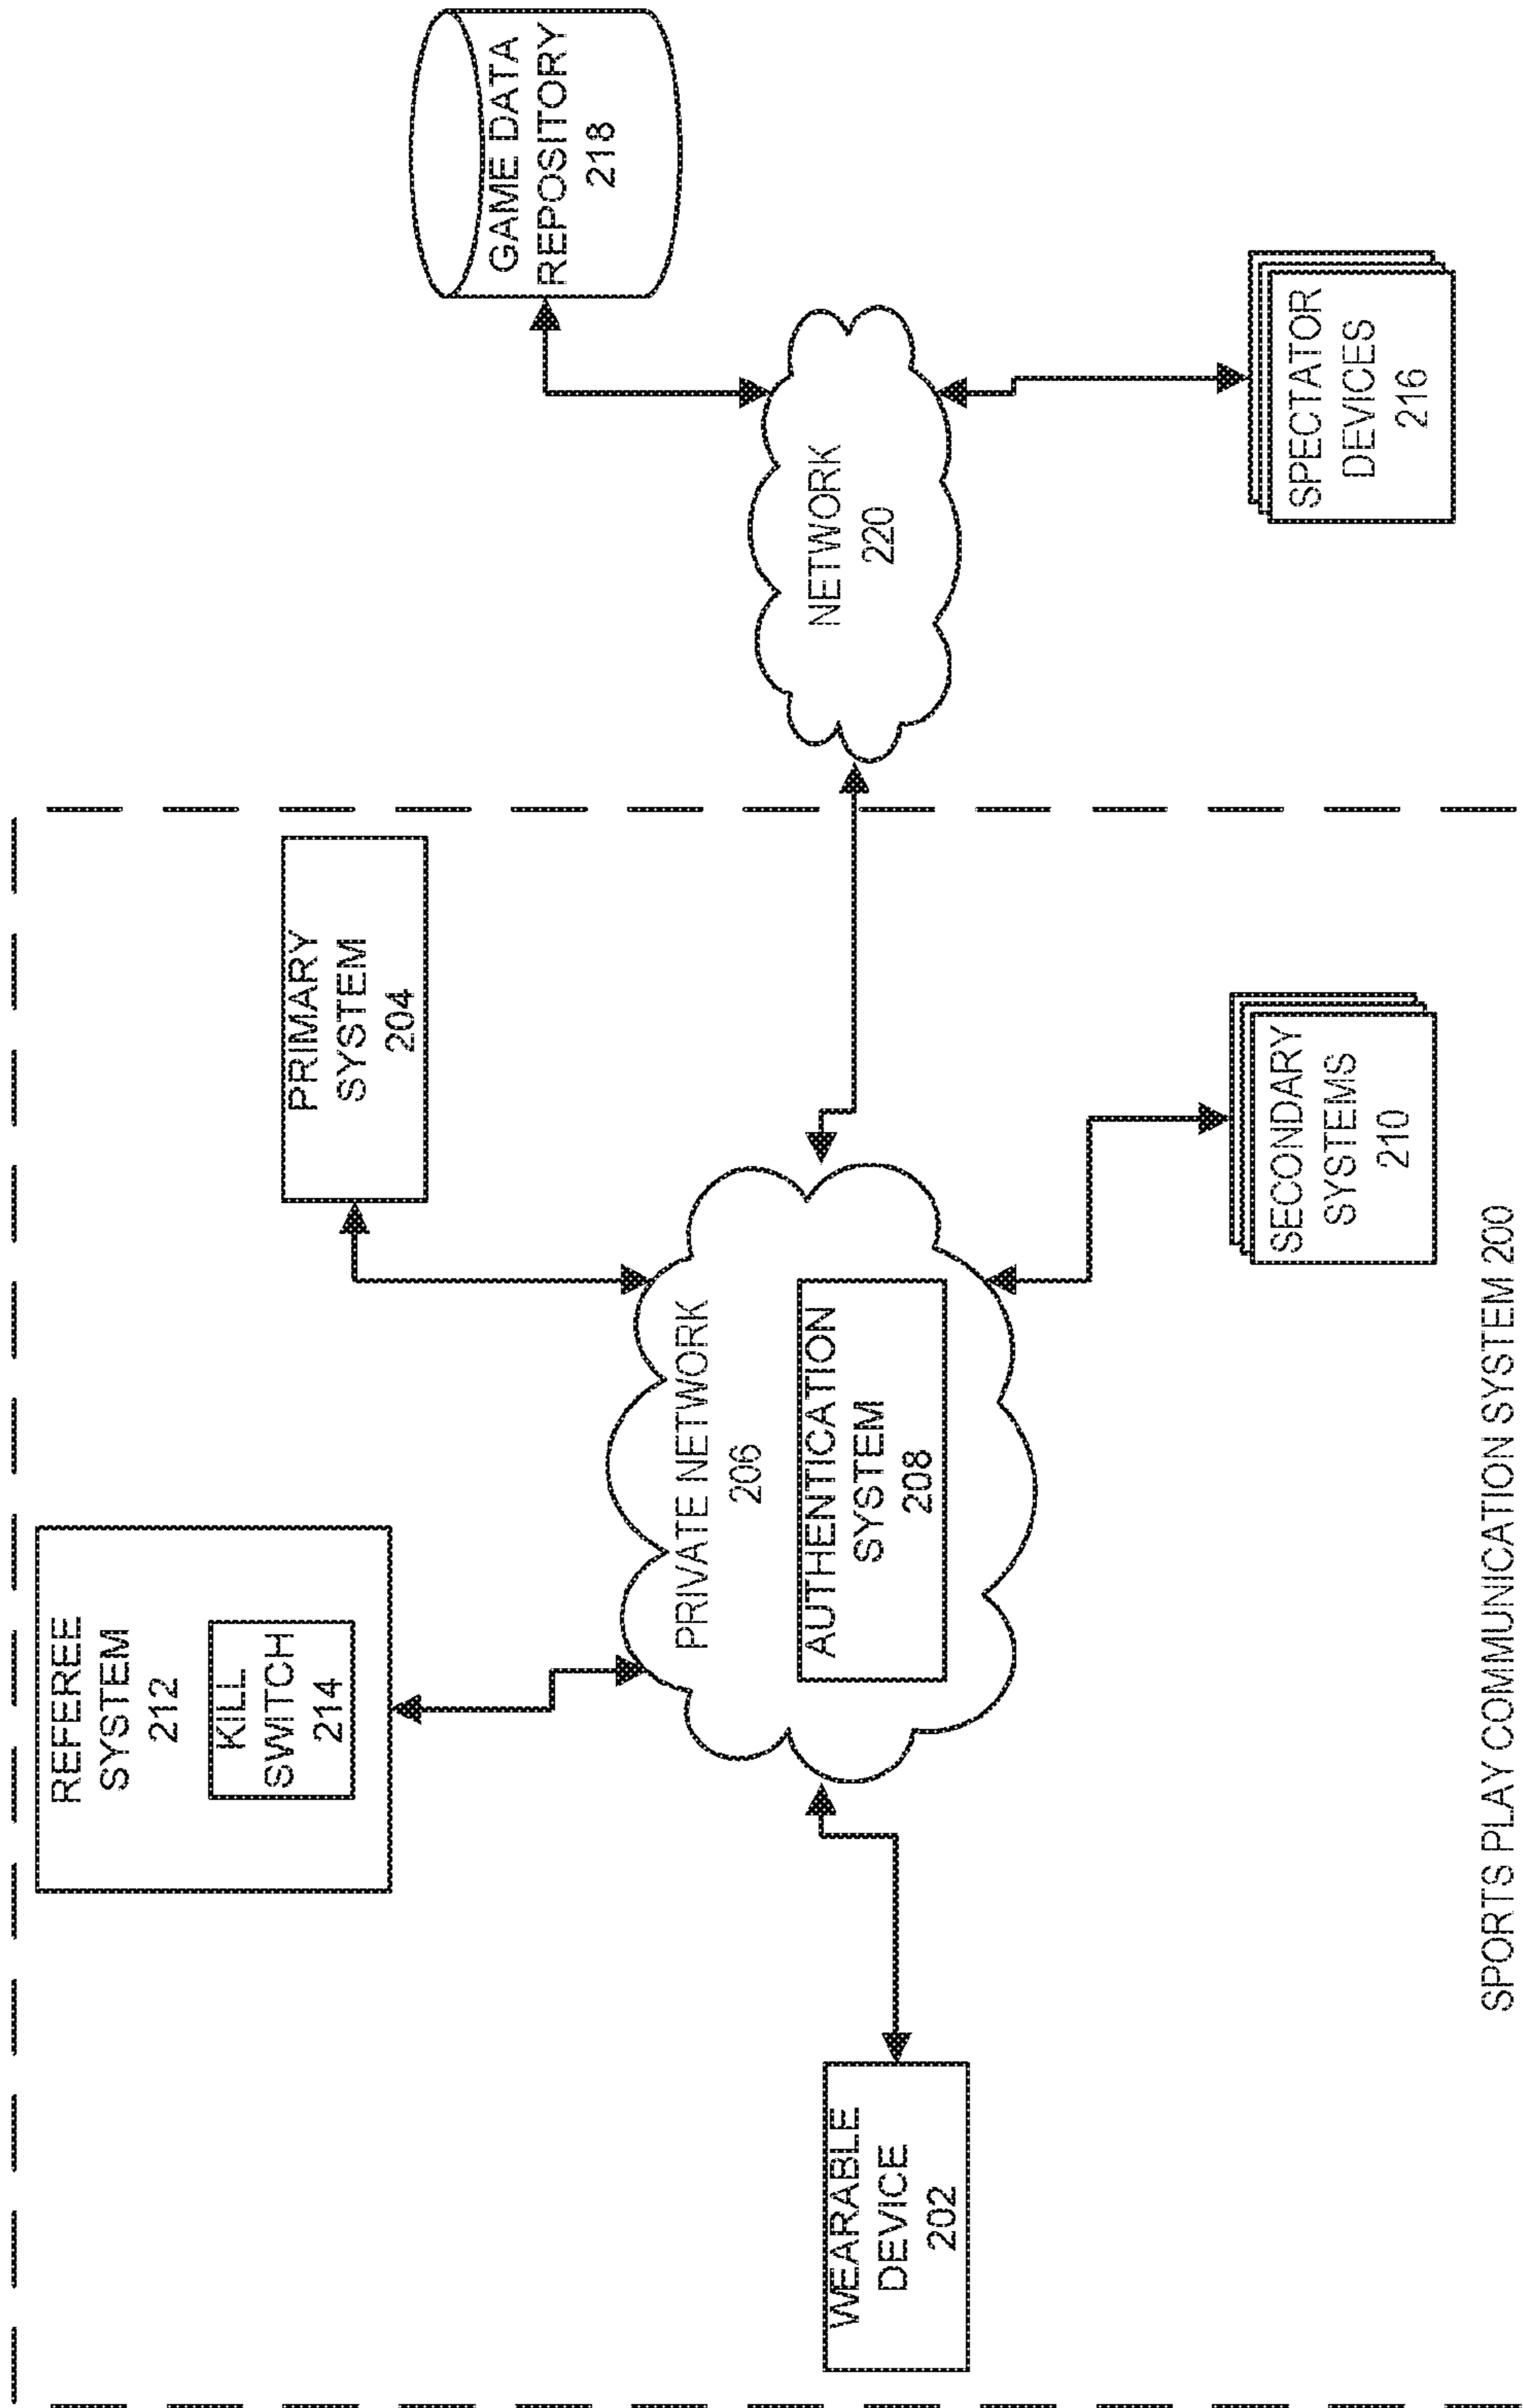 REFEREE
SYSTEM
212
KILL
SWITCH
214
PRIMARY
SYSTEM
204
GAME DATA
REPOSITORY
218
WEARABLE
DEVICE
202
PRIVATE NETWORK
206
AUTHENTICATION
SYSTEM
208
NETWORK
220
SECONDARY
SYSTEMS
210
SPECTATOR
DEVICES
216
SPORTS PLAY COMMUNICATION SYSTEM 200